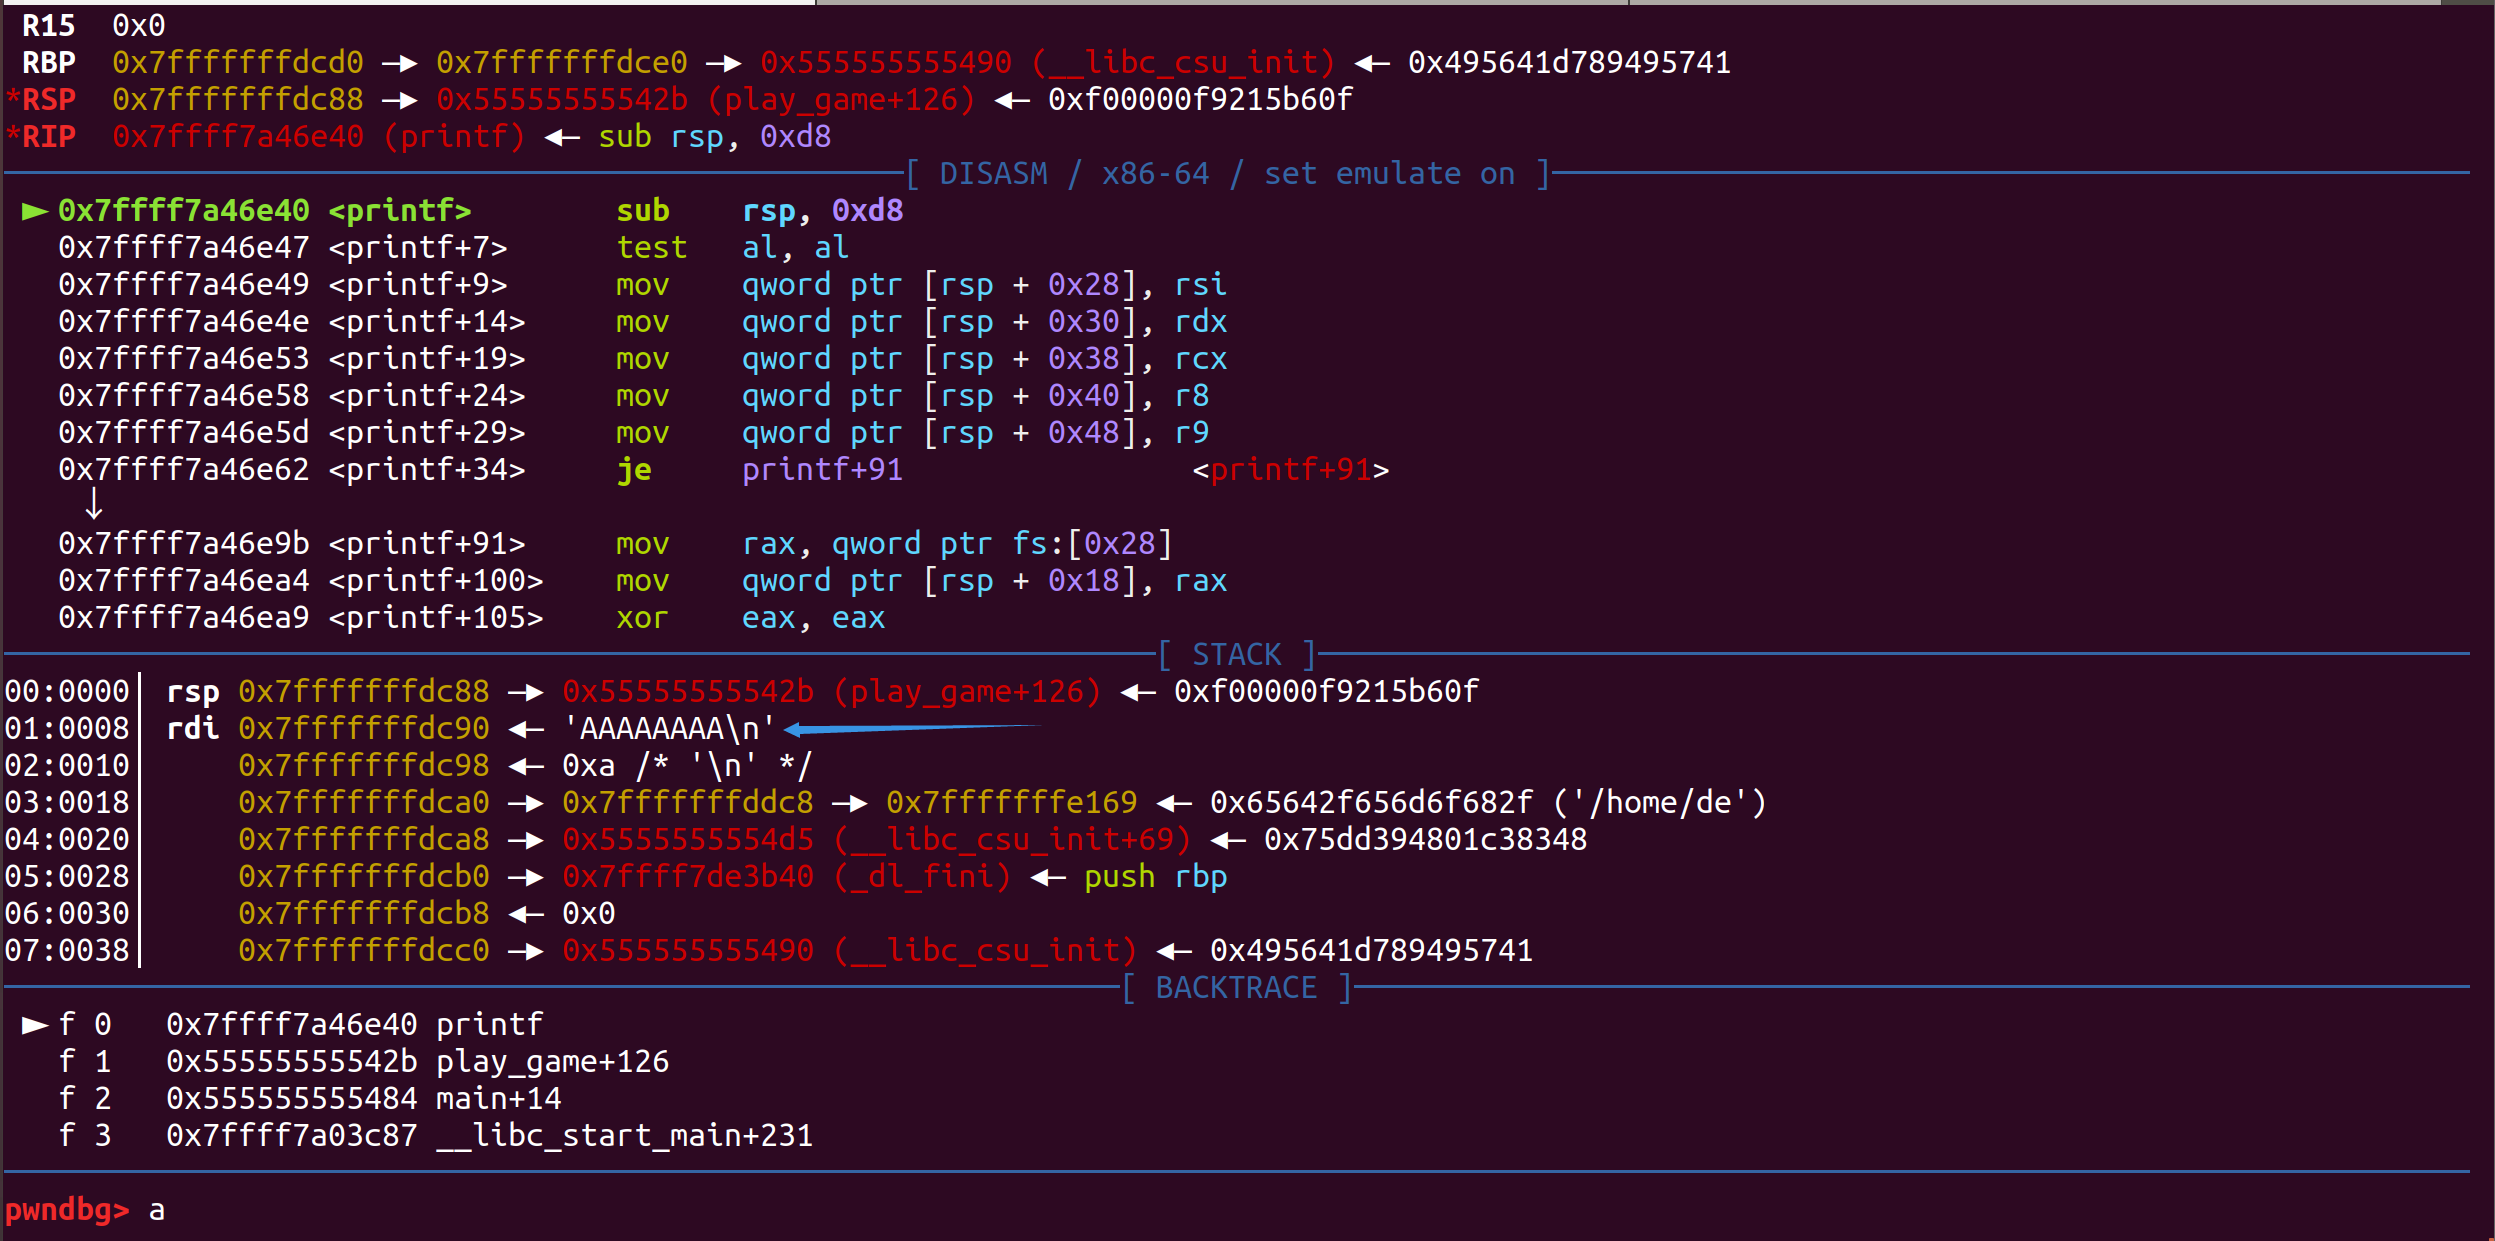 R15  0x0
RBP  0x7fffffffdcd0 —▸ 0x7fffffffdce0 —▸ 0x555555555490 (__libc_csu_init) ◂— 0x495641d789495741
*RSP  0x7fffffffdc88 —▸ 0x55555555542b (play_game+126) ◂— 0xf00000f9215b60f
*RIP  0x7ffff7a46e40 (printf) ◂— sub rsp, 0xd8
[ DISASM / x86-64 / set emulate on ]
► 0x7ffff7a46e40 <printf>        sub    rsp, 0xd8
0x7ffff7a46e47 <printf+7>      test   al, al
0x7ffff7a46e49 <printf+9>      mov    qword ptr [rsp + 0x28], rsi
0x7ffff7a46e4e <printf+14>     mov    qword ptr [rsp + 0x30], rdx
0x7ffff7a46e53 <printf+19>     mov    qword ptr [rsp + 0x38], rcx
0x7ffff7a46e58 <printf+24>     mov    qword ptr [rsp + 0x40], r8
0x7ffff7a46e5d <printf+29>     mov    qword ptr [rsp + 0x48], r9
0x7ffff7a46e62 <printf+34>     je     printf+91                <printf+91>
↓
0x7ffff7a46e9b <printf+91>     mov    rax, qword ptr fs:[0x28]
0x7ffff7a46ea4 <printf+100>    mov    qword ptr [rsp + 0x18], rax
0x7ffff7a46ea9 <printf+105>    xor    eax, eax
[ STACK ]
00:0000│ rsp 0x7fffffffdc88 —▸ 0x55555555542b (play_game+126) ◂— 0xf00000f9215b60f
01:0008│ rdi 0x7fffffffdc90 ◂— 'AAAAAAAA\n'
02:0010│     0x7fffffffdc98 ◂— 0xa /* '\n' */
03:0018│     0x7fffffffdca0 —▸ 0x7fffffffddc8 —▸ 0x7fffffffe169 ◂— 0x65642f656d6f682f ('/home/de')
04:0020│     0x7fffffffdca8 —▸ 0x5555555554d5 (__libc_csu_init+69) ◂— 0x75dd394801c38348
05:0028│     0x7fffffffdcb0 —▸ 0x7ffff7de3b40 (_dl_fini) ◂— push rbp
06:0030│     0x7fffffffdcb8 ◂— 0x0
07:0038│     0x7fffffffdcc0 —▸ 0x555555555490 (__libc_csu_init) ◂— 0x495641d789495741
[ BACKTRACE ]
► f 0   0x7ffff7a46e40 printf
f 1   0x55555555542b play_game+126
f 2   0x555555555484 main+14
f 3   0x7ffff7a03c87 __libc_start_main+231
pwndbg> a